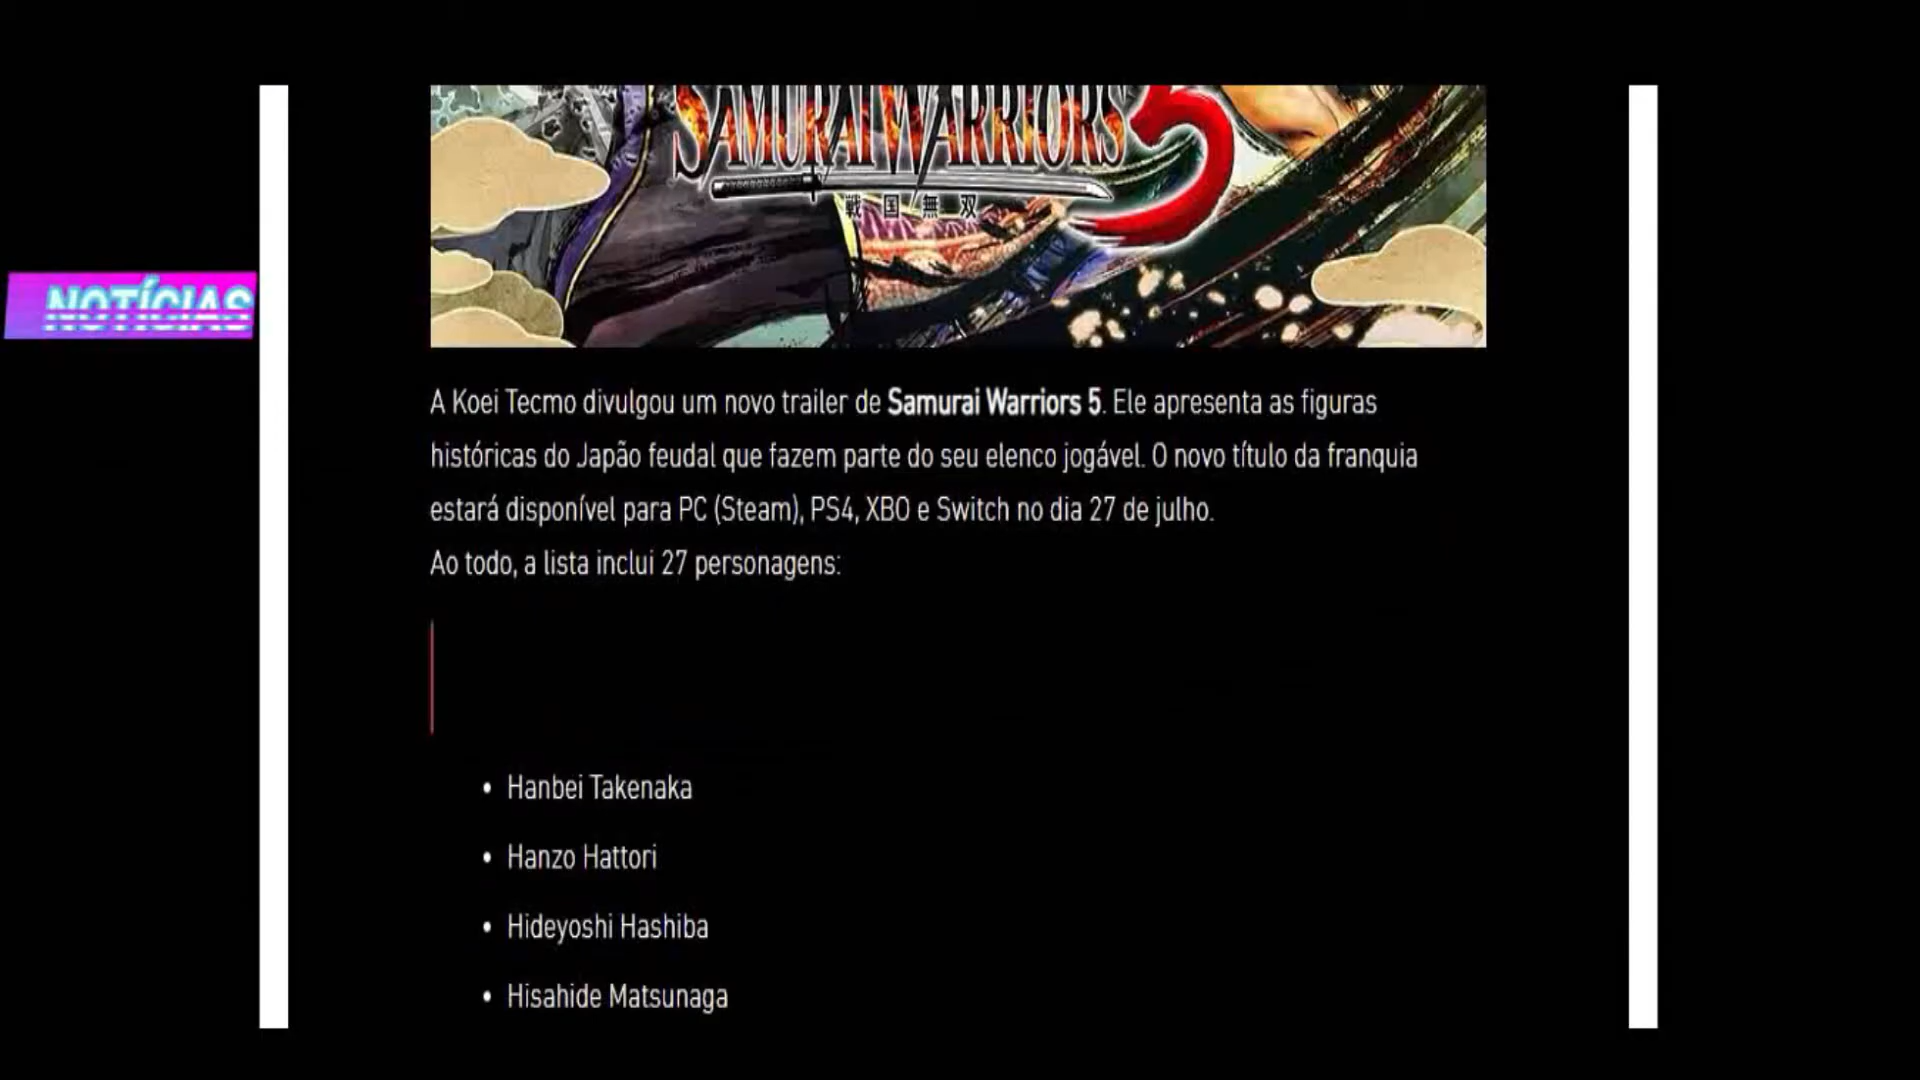 SAMURAI WARRIORS 5
戦国無双
NOTÍCIAS
A Koei Tecmo divulgou um novo trailer de Samurai Warriors 5. Ele apresenta as figuras
históricas do Japão feudal que fazem parte do seu elenco jogável. O novo título da franquia
estará disponível para PC (Steam), PS4, XBO e Switch no dia 27 de julho.
Ao todo, a lista inclui 27 personagens:
• Hanbei Takenaka
• Hanzo Hattori
• Hideyoshi Hashiba
• Hisahide Matsunaga